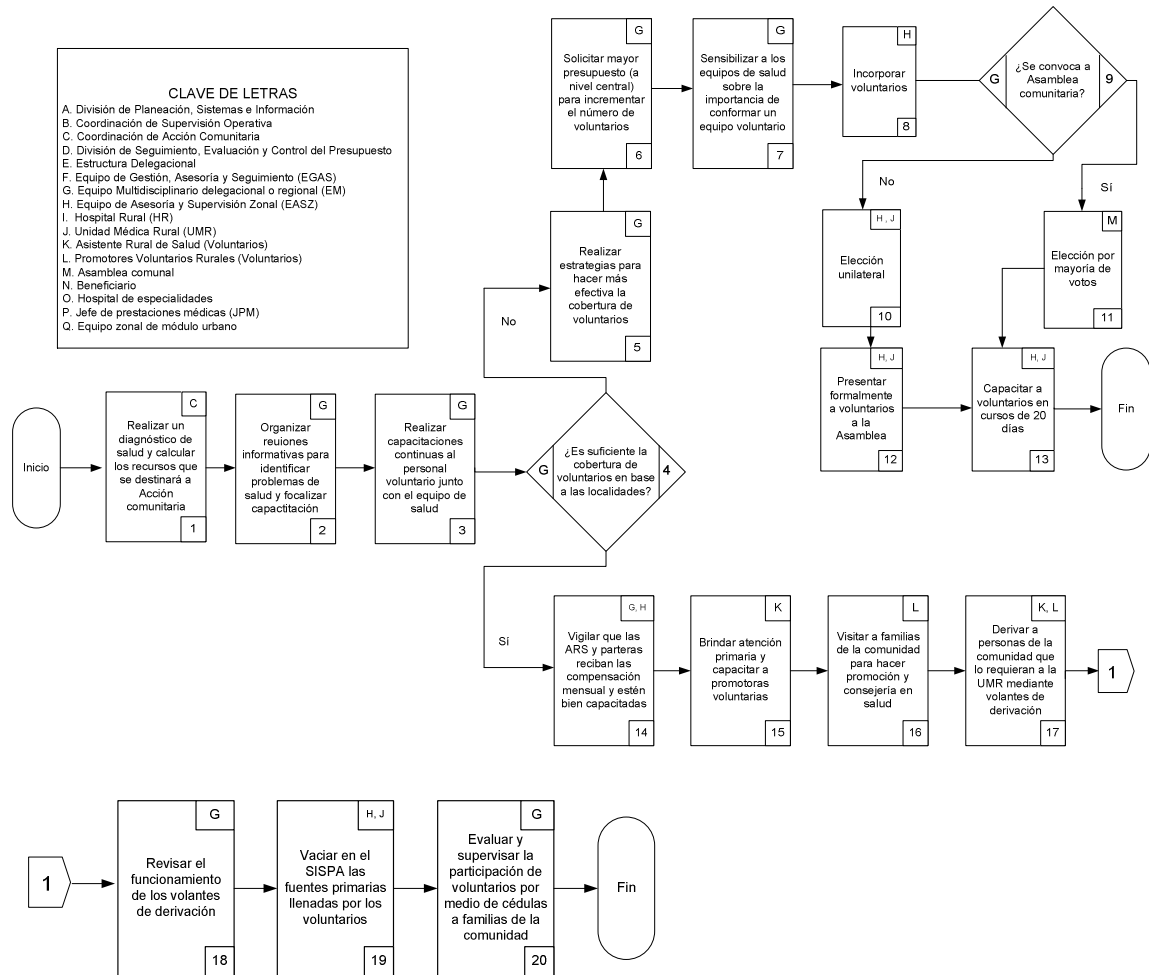 CLAVE DE LETRAS
A. División de Planeación, Sistemas e Información
B. Coordinación de Supervisión Operativa
C. Coordinación de Acción Comunitaria
D. División de Seguimiento, Evaluación y Control del Presupuesto
E. Estructura Delegacional
F. Equipo de Gestión, Asesoría y Seguimiento (EGAS)
G. Equipo Multidisciplinario delegacional o regional (EM)
H. Equipo de Asesoría y Supervisión Zonal (EASZ)
I. Hospital Rural (HR)
J. Unidad Médica Rural (UMR)
K. Asistente Rural de Salud (Voluntarios)
L. Promotores Voluntarios Rurales (Voluntarios)
M. Asamblea comunal
N. Beneficiario
O. Hospital de especialidades
P. Jefe de prestaciones médicas (JPM)
Q. Equipo zonal de módulo urbano
G
Solicitar mayor
presupuesto (a
nivel central)
para incrementar
el número de
voluntarios
6
G
Sensibilizar a los
equipos de salud
sobre la
importancia de
conformar un
equipo voluntario
7
H
Incorporar
voluntarios
8
G
¿Se convoca a
Asamblea
comunitaria?
9
No
Sí
G
Realizar
estrategias para
hacer más
efectiva la
cobertura de
voluntarios
5
H , J
Elección
unilateral
10
M
Elección por
mayoría de
votos
11
No
H, J
Presentar
formalmente
a voluntarios
a la
Asamblea
12
H, J
Capacitar a
voluntarios en
cursos de 20
días
13
Fin
Inicio
C
Realizar un
diagnóstico de
salud y calcular
los recursos que
se destinará a
Acción
comunitaria
1
G
Organizar
reuiones
informativas para
identificar
problemas de
salud y focalizar
capactitación
2
G
Realizar
capacitaciones
continuas al
personal
voluntario junto
con el equipo de
salud
3
G
¿Es suficiente la
cobertura de
voluntarios en base
a las localidades?
4
Sí
G, H
Vigilar que las
ARS y parteras
reciban las
compensación
mensual y estén
bien capacitadas
14
K
Brindar atención
primaria y
capacitar a
promotoras
voluntarias
15
L
Visitar a familias
de la comunidad
para hacer
promoción y
consejería en
salud
16
K, L
Derivar a
personas de la
comunidad que
lo requieran a la
UMR mediante
volantes de
derivación
17
1
1
G
Revisar el
funcionamiento
de los volantes
de derivación
18
H, J
Vaciar en el
SISPA las
fuentes primarias
llenadas por los
voluntarios
19
G
Evaluar y
supervisar la
participación de
voluntarios por
medio de cédulas
a familias de la
comunidad
20
Fin